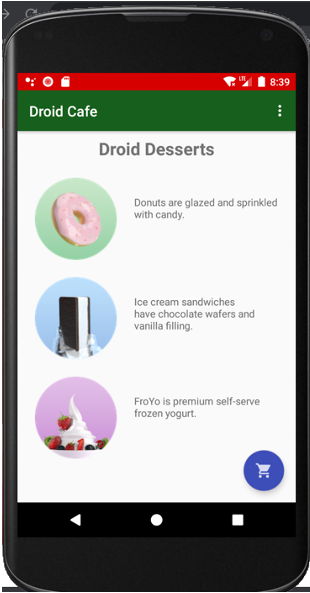 LTE 8:39
Droid Cafe
Droid Desserts
Donuts are glazed and sprinkled
with candy.
Ice cream sandwiches
have chocolate wafers and
vanilla filling.
FroYo is premium self-serve
frozen yogurt.